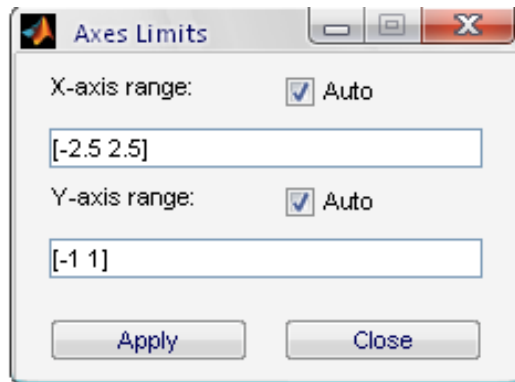 Axes Limits
X-axis range: Auto
[-2.5 2.5]
Y-axis range: Auto
[-1 1]
Apply Close